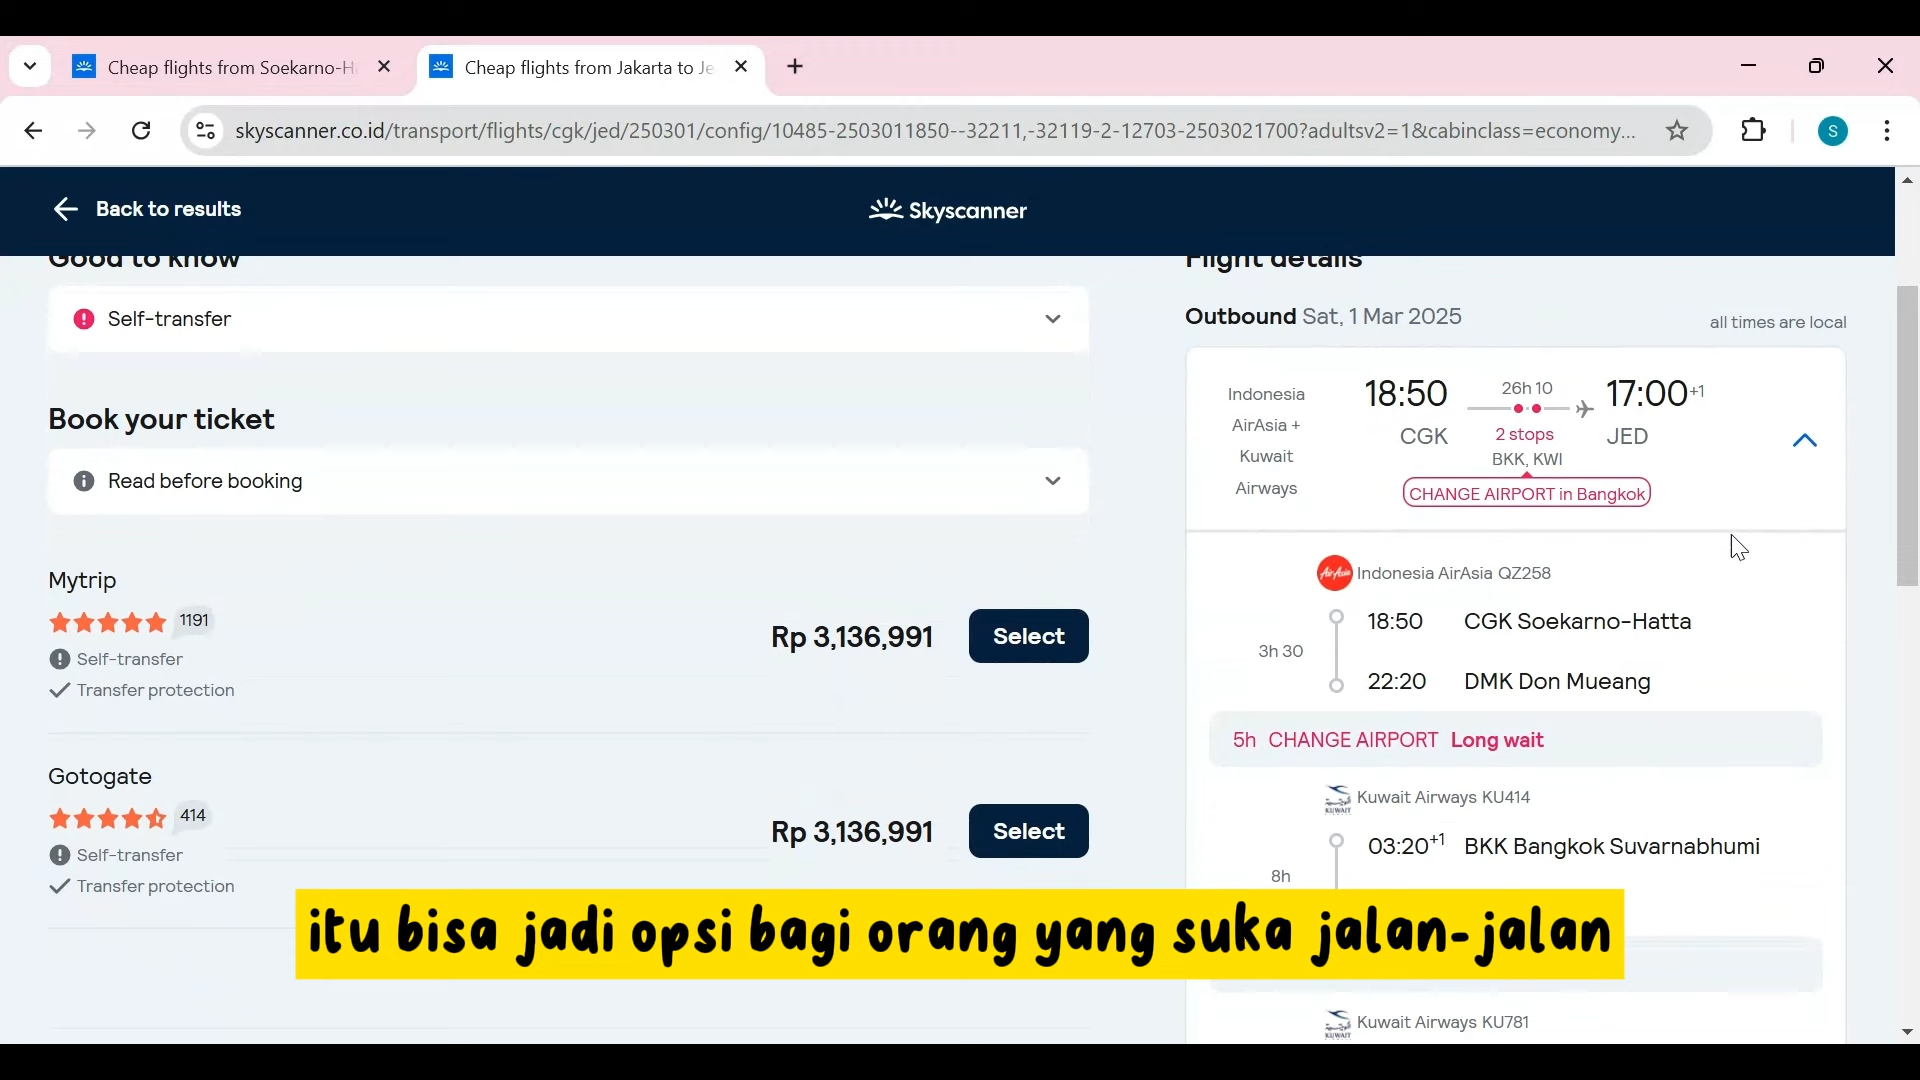 Cheap flights from Soekarno-H
Cheap flights from Jakarta to Je
skyscanner.co.id/transport/flights/cgk/jed/250301/config/10485-2503011850--32211,-32119-2-12703-2503021700?adultsv2=1&cabinclass=economy...
S
Back to results
Skyscanner
Good to know
Self-transfer
Book your ticket
Read before booking
Mytrip
1191
Self-transfer
Transfer protection
Rp 3,136,991
Select
Gotogate
414
Self-transfer
Transfer protection
Rp 3,136,991
Select
Flight details
Outbound Sat, 1 Mar 2025
all times are local
Indonesia
AirAsia +
Kuwait
Airways
18:50
CGK
26h 10
2 stops
BKK, KWI
17:00+1
JED
CHANGE AIRPORT in Bangkok
AirAsia
Indonesia AirAsia QZ258
18:50 CGK Soekarno-Hatta
3h 30
22:20 DMK Don Mueang
5h CHANGE AIRPORT Long wait
KUWAIT
Kuwait Airways KU414
03:20+1 BKK Bangkok Suvarnabhumi
8h
itu bisa jadi opsi bagi orang yang suka jalan-jalan
KUWAIT
Kuwait Airways KU781